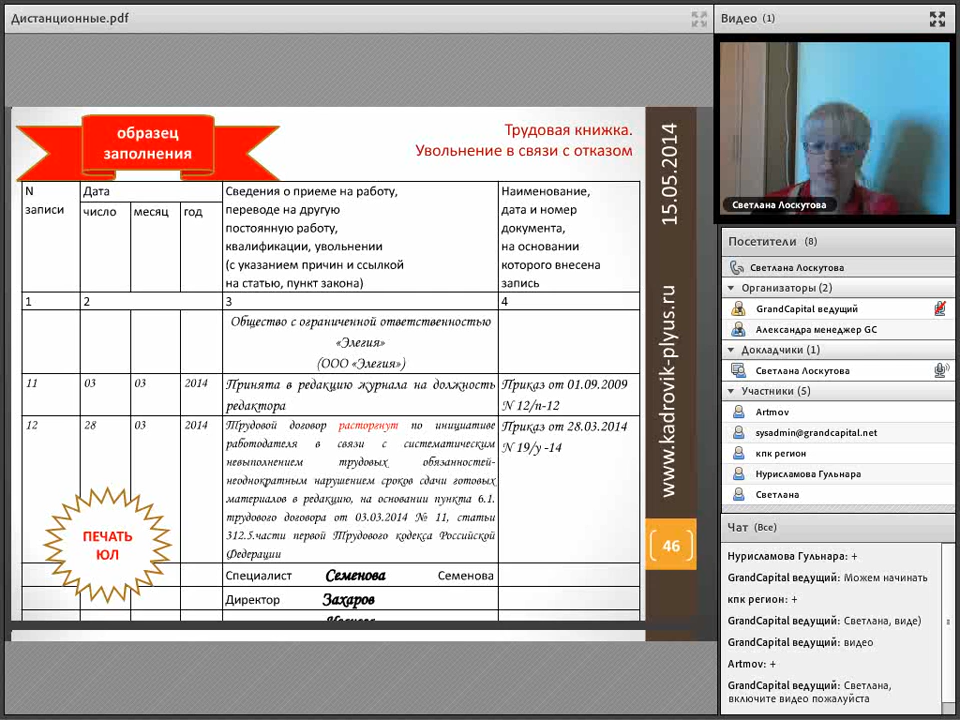 Дистанционные.pdf
образец
заполнения
Трудовая книжка.
Увольнение в связи с отказом
N
записи
Дата
число
месяц
год
Сведения о приеме на работу,
переводе на другую
постоянную работу,
квалификации, увольнении
(с указанием причин и ссылкой
на статью, пункт закона)
Наименование,
дата и номер
документа,
на основании
которого внесена
запись
1
2
3
4
Общество с ограниченной ответственностью
«Элегия»
(ООО «Элегия»)
11
03
03
2014
Принята в редакцию журнала на должность
редактора
Приказ от 01.09.2009
N 12/п-12
12
28
03
2014
Трудовой договор расторгнут по инициативе
работодателя в связи с систематическим
невыполнением трудовых обязанностей-
неоднократным нарушением сроков сдачи готовых
материалов в редакцию, на основании пункта 6.1.
трудового договора от 03.03.2014 № 11, статьи
312.5.части первой Трудового кодекса Российской
Федерации
Приказ от 28.03.2014
N 19/у -14
ПЕЧАТЬ
ЮЛ
Специалист Семенова Семенова
Директор Захаров
15.05.2014
www.kadrovik-plyus.ru
46
Видео (1)
Светлана Лоскутова
Посетители (8)
Светлана Лоскутова
Организаторы (2)
GrandCapital ведущий
Александра менеджер GC
Докладчики (1)
Светлана Лоскутова
Участники (5)
Artmov
sysadmin@grandcapital.net
кпк регион
Нурисламова Гульнара
Светлана
Чат (Все)
Нурисламова Гульнара: +
GrandCapital ведущий: Можем начинать
кпк регион: +
GrandCapital ведущий: Светлана, виде)
GrandCapital ведущий: видео
Artmov: +
GrandCapital ведущий: Светлана,
включите видео пожалуйста